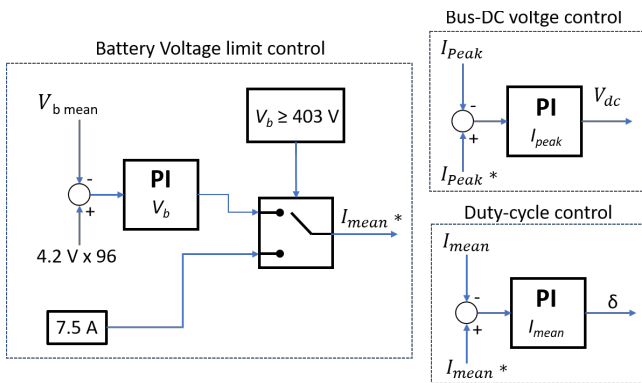 Battery Voltage limit control
V_b mean
-
+
4.2 V x 96
PI
V_b
V_b ≥ 403 V
I_mean *
7.5 A
Bus-DC voltge control
I_Peak
-
+
I_Peak *
PI
I_peak
V_dc
Duty-cycle control
I_mean
-
+
I_mean *
PI
I_mean
δ